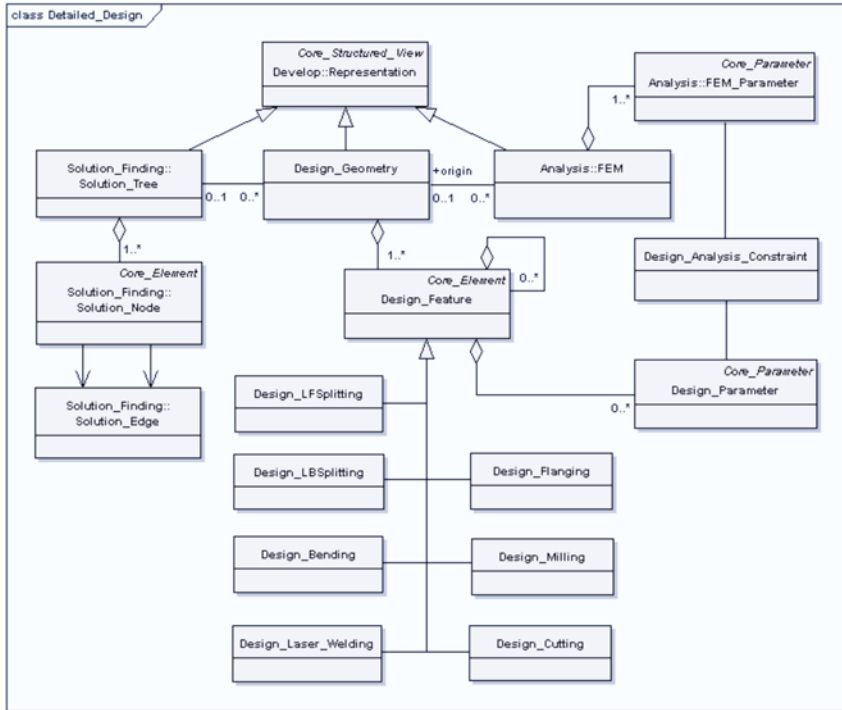 class Detailed_Design
Core_Structured_View
Develop::Representation
Core_Parameter
Analysis::FEM_Parameter
1..*
Solution_Finding::
Solution_Tree
Design_Geometry
+origin
Analysis::FEM
0..1
0..*
0..1
0..*
1..*
1..*
Core_Element
Solution_Finding::
Solution_Node
Core_Element
Design_Feature
0..*
Design_Analysis_Constraint
Core_Parameter
Design_Parameter
0..*
Solution_Finding::
Solution_Edge
Design_LFSplitting
Design_LBSplitting
Design_Flanging
Design_Bending
Design_Milling
Design_Laser_Welding
Design_Cutting